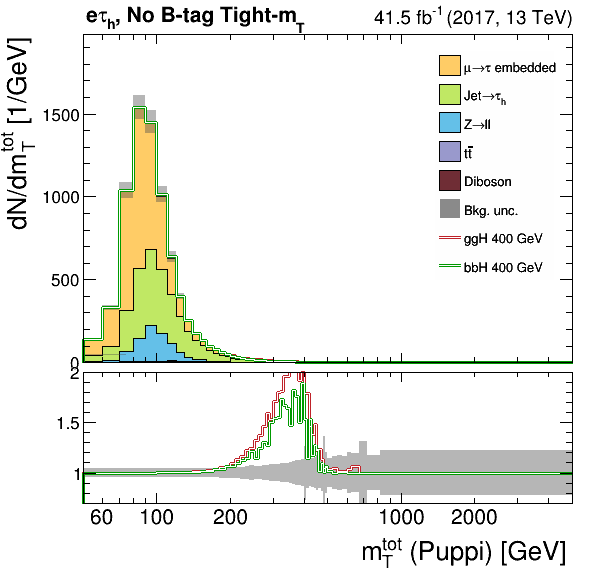 eτh, No B-tag Tight-mT
41.5 fb-1 (2017, 13 TeV)
dN/dmTtot [1/GeV]
μ→τ embedded
Jet→τh
Z→ll
tt̄
Diboson
Bkg. unc.
ggH 400 GeV
bbH 400 GeV
1500
1000
500
0
2
1.5
1
60 100 200 1000 2000
mTtot (Puppi) [GeV]